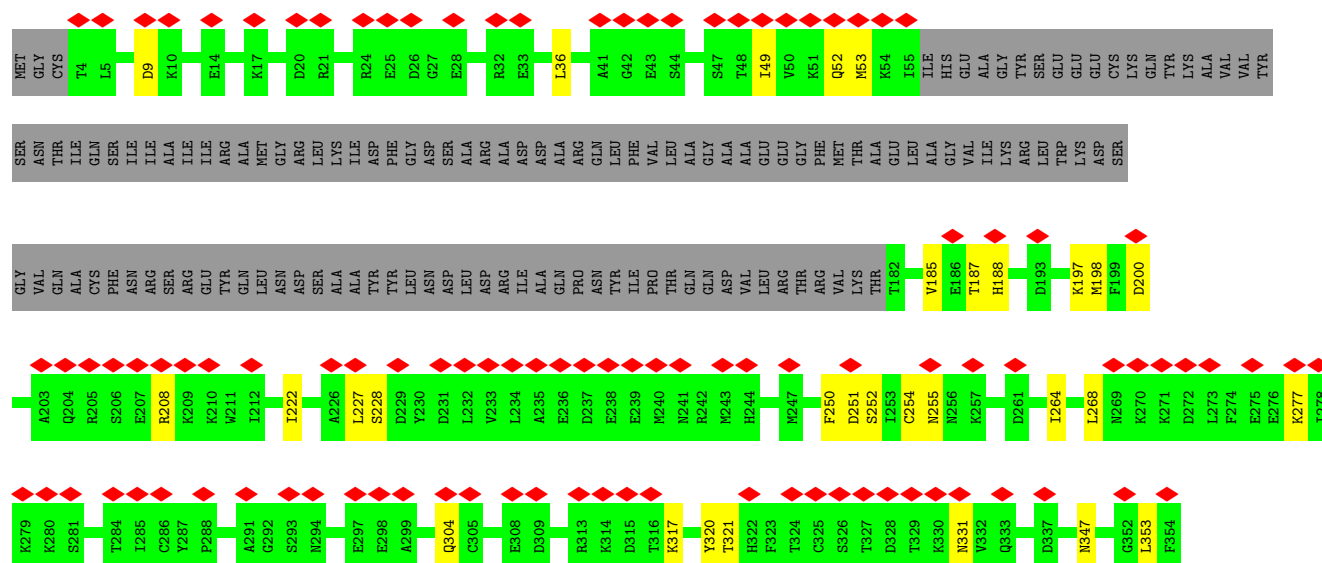 MET GLY CYS T4 L5 D9 K10 E14 K17 D20 R21 R24 E25 D26 G27 E28 R32 E33 L36 A41 G42 E43 S44 S47 T48 I49 V50 K51 Q52 M53 K54 I55 ILE HIS GLU ALA GLY TYR SER GLU GLU GLU CYS LYS GLN TYR LYS ALA VAL VAL TYR
SER ASN THR ILE GLN SER ILE ILE ALA ILE ILE ARG ALA MET GLY ARG LEU LYS ILE ASP PHE GLY ASP SER ALA ARG ALA ASP ASP ALA ARG GLN LEU PHE VAL LEU ALA GLY ALA ALA GLU GLU GLY PHE MET THR ALA GLU LEU ALA GLY VAL ILE LYS ARG LEU TRP LYS ASP SER
GLY VAL GLN ALA CYS PHE ASN ARG SER ARG GLU TYR GLN LEU ASN ASP SER ALA ALA TYR TYR LEU ASN ASP LEU ASP ARG ILE ALA GLN PRO ASN TYR ILE PRO THR GLN GLN ASP VAL LEU ARG THR ARG VAL LYS THR T182 V185 E186 T187 H188 D193 K197 M198 F199 D200
A203 Q204 R205 S206 E207 R208 K209 K210 W211 I212 I222 A226 L227 S228 D229 Y230 D231 L232 V233 L234 A235 E236 D237 E238 E239 M240 N241 R242 M243 H244 M247 F250 D251 S252 I253 C254 N255 N256 K257 D261 I264 L268 N269 K270 K271 D272 L273 F274 E275 E276 K277 I278
K279 K280 S281 T284 I285 C286 Y287 P288 A291 G292 S293 N294 E297 E298 A299 Q304 C305 E308 D309 R313 K314 D315 T316 K317 Y320 T321 H322 F323 T324 C325 S326 T327 D328 T329 K330 N331 V332 Q333 D337 N347 G352 L353 F354